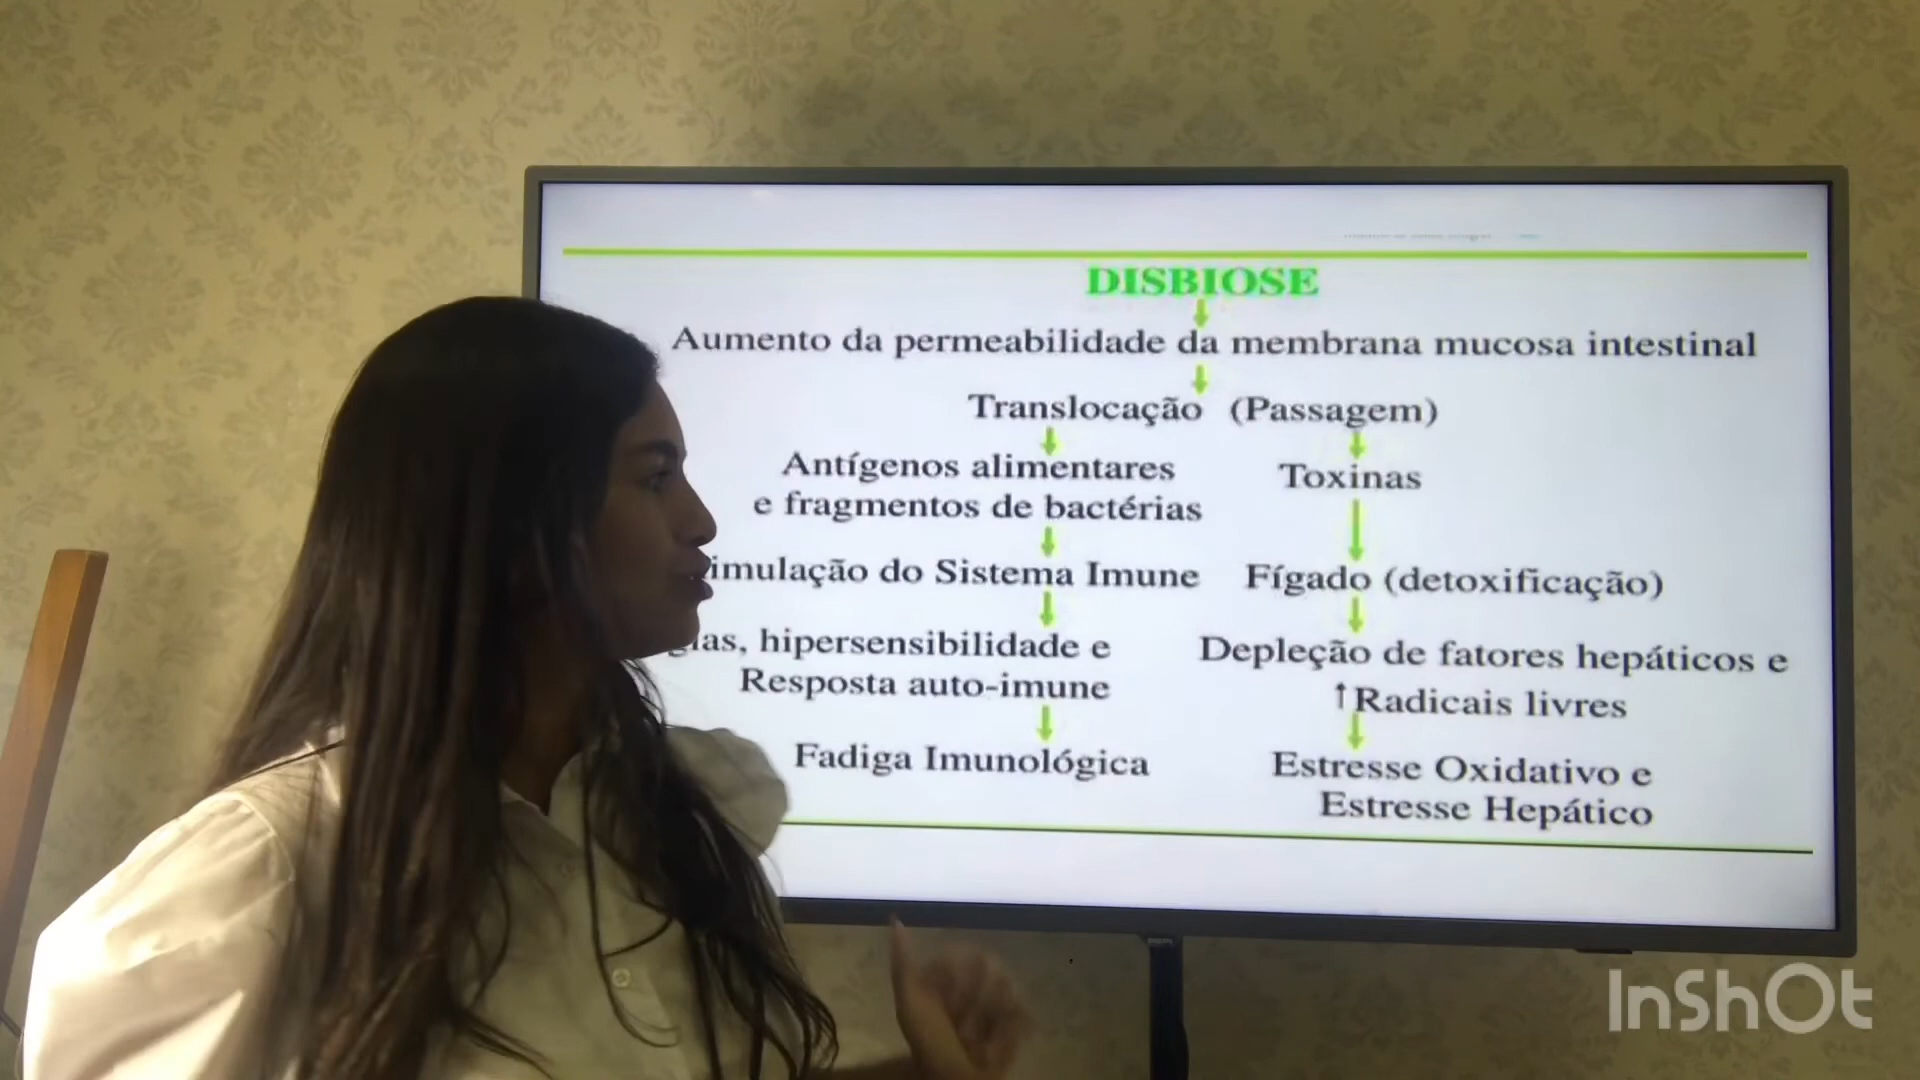 DISBIOSE
Aumento da permeabilidade da membrana mucosa intestinal
Translocação (Passagem)
Antígenos alimentares
e fragmentos de bactérias
Toxinas
imulação do Sistema Imune
Fígado (detoxificação)
gias, hipersensibilidade e
Resposta auto-imune
Depleção de fatores hepáticos e
↑Radicais livres
Fadiga Imunológica
Estresse Oxidativo e
Estresse Hepático
InShOt